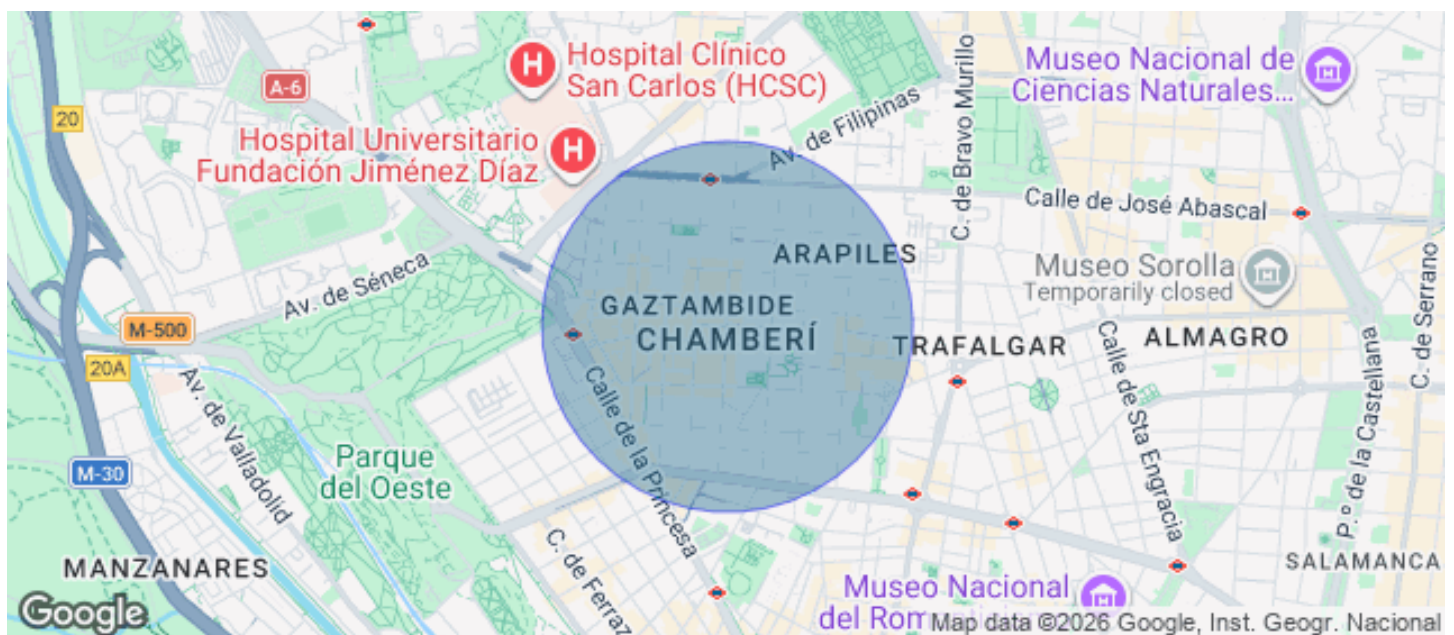 Hospital Clínico
San Carlos (HCSC)
Museo Nacional de
Ciencias Naturales...
C. de Bravo Murillo
A-6
20
Av. de Filipinas
Hospital Universitario
Fundación Jiménez Díaz
Calle de José Abascal
ARAPILES
Museo Sorolla
Temporarily closed
Av. de Séneca
GAZTAMBIDE
CHAMBERÍ
TRAFALGAR
ALMAGRO
C. de Serrano
M-500
20A
Av. de Valladolid
Calle de la Princesa
Calle de Sta Engracia
P.º de la Castellana
Parque
del Oeste
M-30
C. de Ferraz
MANZANARES
SALAMANCA
Museo Nacional
del Rom
Google
Map data ©2026 Google, Inst. Geogr. Nacional